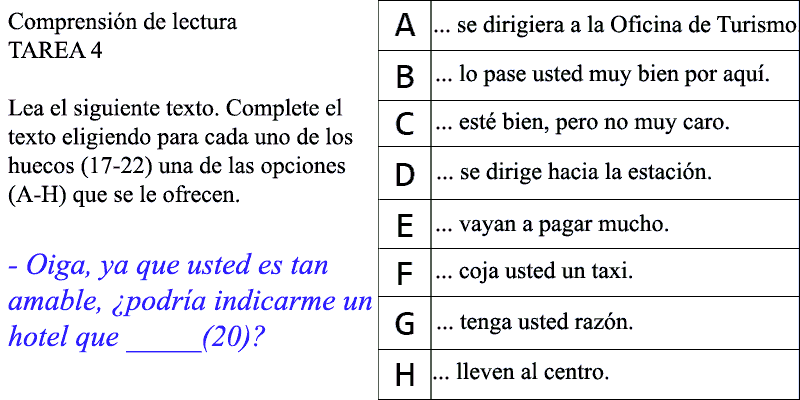 Comprensión de lectura
TAREA 4
Lea el siguiente texto. Complete el
texto eligiendo para cada uno de los
huecos (17-22) una de las opciones
(A-H) que se le ofrecen.
- Oiga, ya que usted es tan
amable, ¿podría indicarme un
hotel que _____(20)?
A ... se dirigiera a la Oficina de Turismo
B ... lo pase usted muy bien por aquí.
C ... esté bien, pero no muy caro.
D ... se dirige hacia la estación.
E ... vayan a pagar mucho.
F ... coja usted un taxi.
G ... tenga usted razón.
H ... lleven al centro.